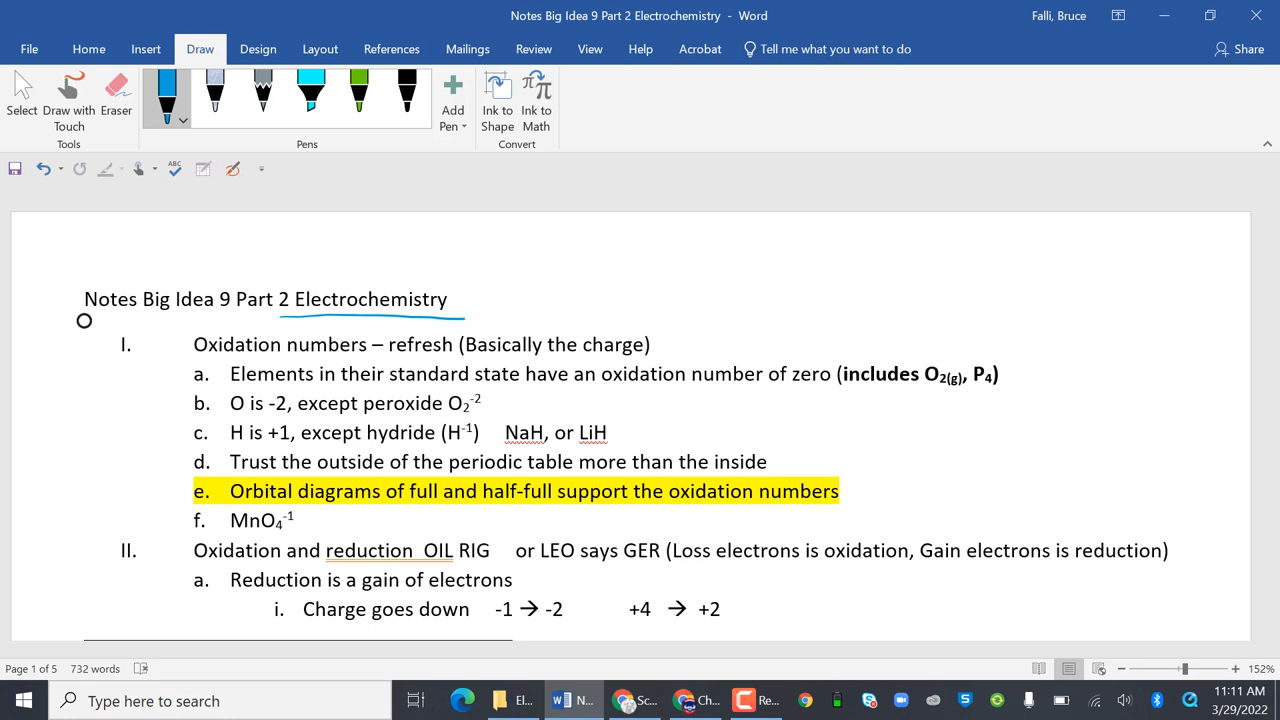 Notes Big Idea 9 Part 2 Electrochemistry - Word
Falli, Bruce
File Home Insert Draw Design Layout References Mailings Review View Help Acrobat Tell me what you want to do Share
Select Draw with Touch Eraser Add Pen Ink to Shape Ink to Math
Tools Pens Convert
ABC
Notes Big Idea 9 Part 2 Electrochemistry
I. Oxidation numbers – refresh (Basically the charge)
a. Elements in their standard state have an oxidation number of zero (includes O2(g), P4)
b. O is -2, except peroxide O2-2
c. H is +1, except hydride (H-1) NaH, or LiH
d. Trust the outside of the periodic table more than the inside
e. Orbital diagrams of full and half-full support the oxidation numbers
f. MnO4-1
II. Oxidation and reduction OIL RIG or LEO says GER (Loss electrons is oxidation, Gain electrons is reduction)
a. Reduction is a gain of electrons
i. Charge goes down -1 → -2 +4 → +2
Page 1 of 5 732 words 152%
Type here to search El... N... Sc... Ch... Re... 11:11 AM
3/29/2022